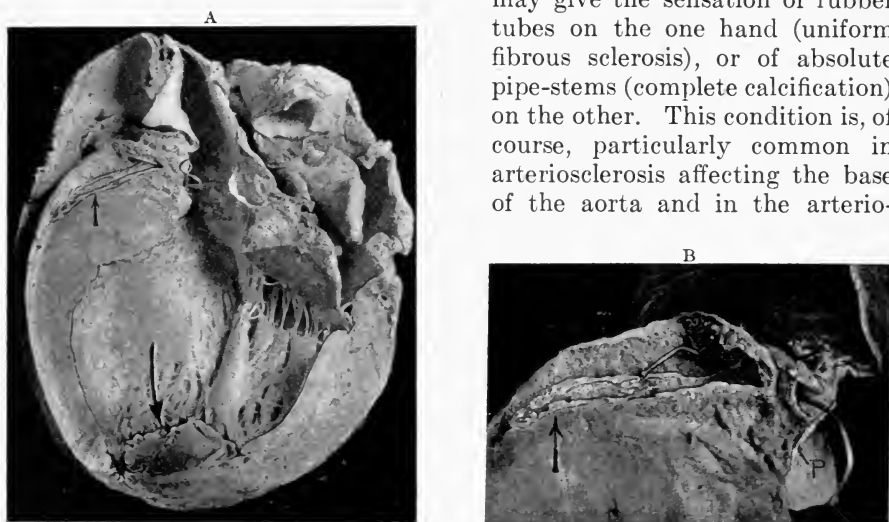 A
may give the sensation of rubber
tubes on the one hand (uniform
fibrous sclerosis), or of absolute
pipe-stems (complete calcification)
on the other. This condition is, of
course, particularly common in
arteriosclerosis affecting the base
of the aorta and in the arterio-
B
P